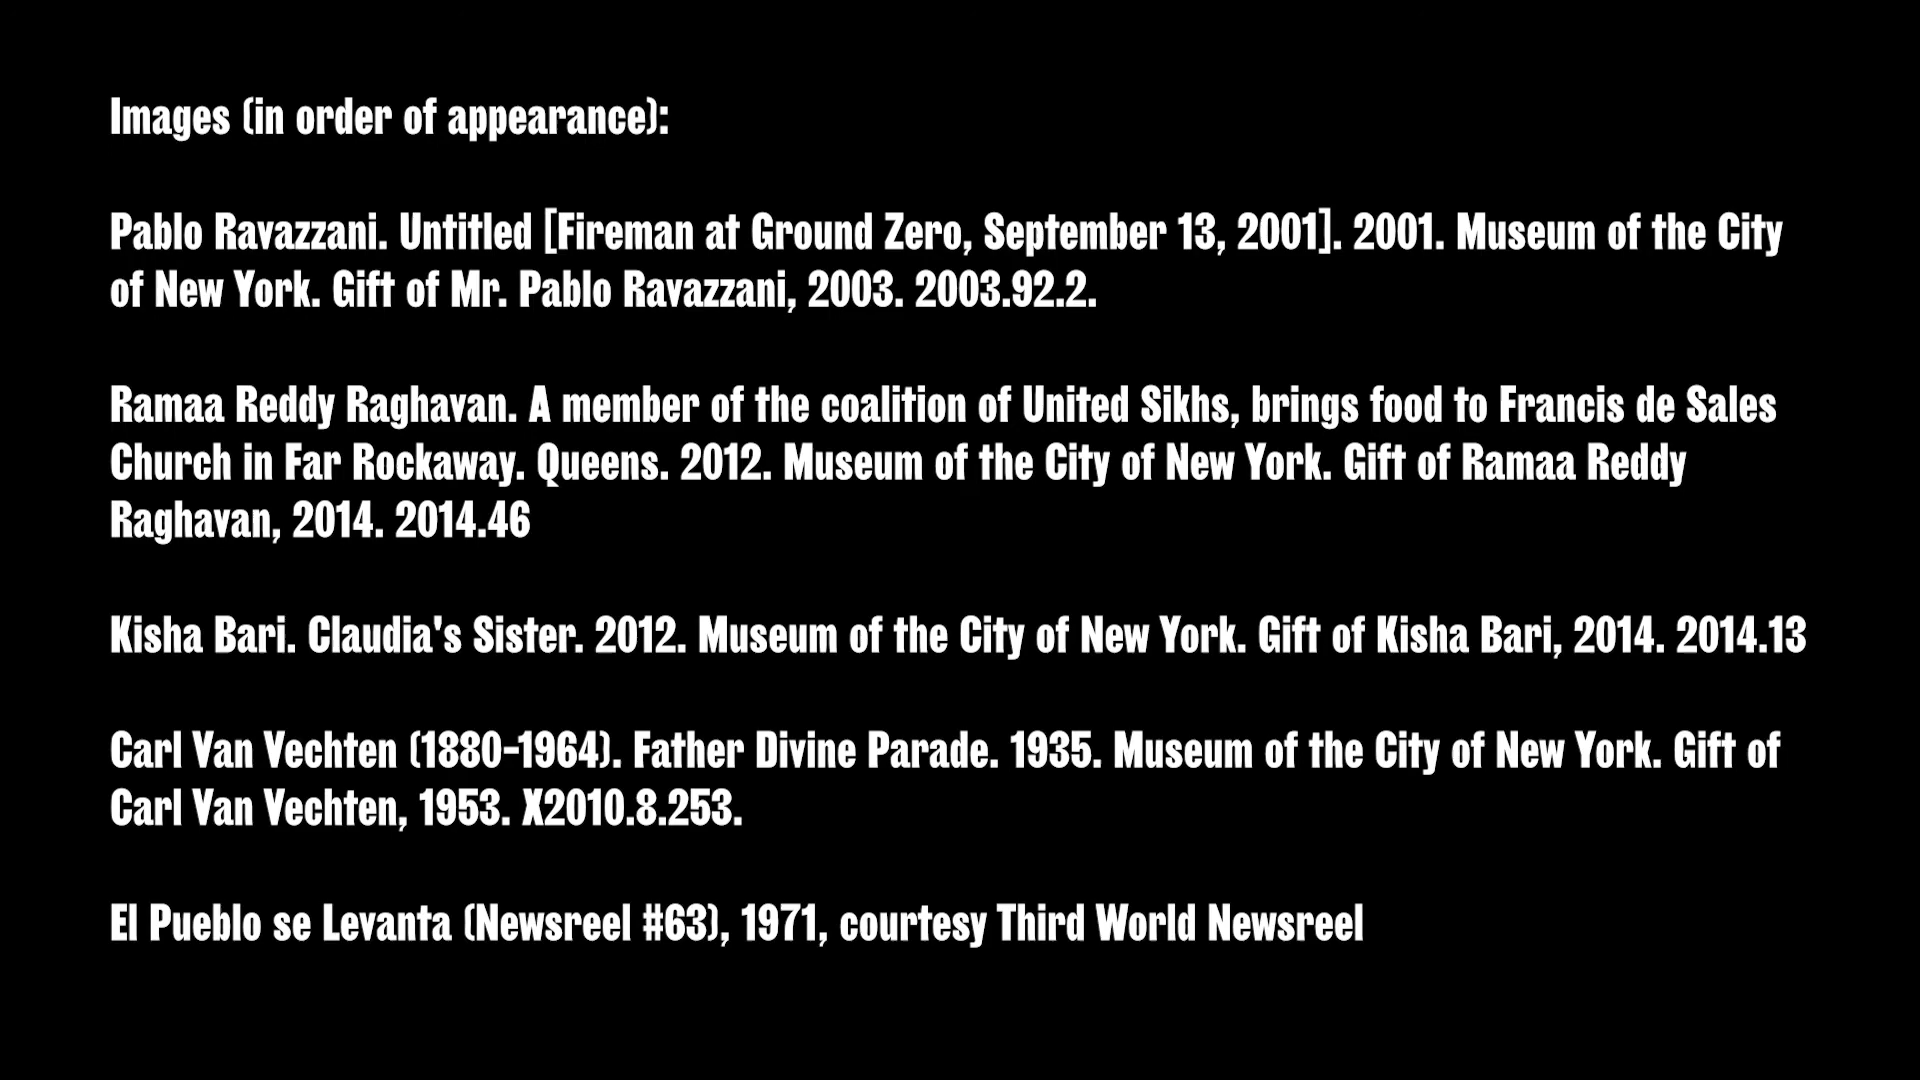 Images (in order of appearance):
Pablo Ravazzani. Untitled [Fireman at Ground Zero, September 13, 2001]. 2001. Museum of the City
of New York. Gift of Mr. Pablo Ravazzani, 2003. 2003.92.2.
Ramaa Reddy Raghavan. A member of the coalition of United Sikhs, brings food to Francis de Sales
Church in Far Rockaway. Queens. 2012. Museum of the City of New York. Gift of Ramaa Reddy
Raghavan, 2014. 2014.46
Kisha Bari. Claudia's Sister. 2012. Museum of the City of New York. Gift of Kisha Bari, 2014. 2014.13
Carl Van Vechten (1880-1964). Father Divine Parade. 1935. Museum of the City of New York. Gift of
Carl Van Vechten, 1953. X2010.8.253.
El Pueblo se Levanta (Newsreel #63), 1971, courtesy Third World Newsreel